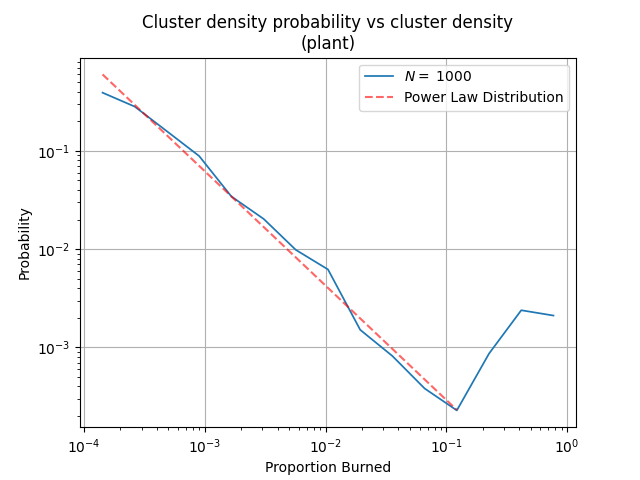 Cluster density probability vs cluster density
(plant)
N = 1000
Power Law Distribution
Probability
10⁻¹
10⁻²
10⁻³
10⁻⁴
10⁻³
10⁻²
10⁻¹
10⁰
Proportion Burned